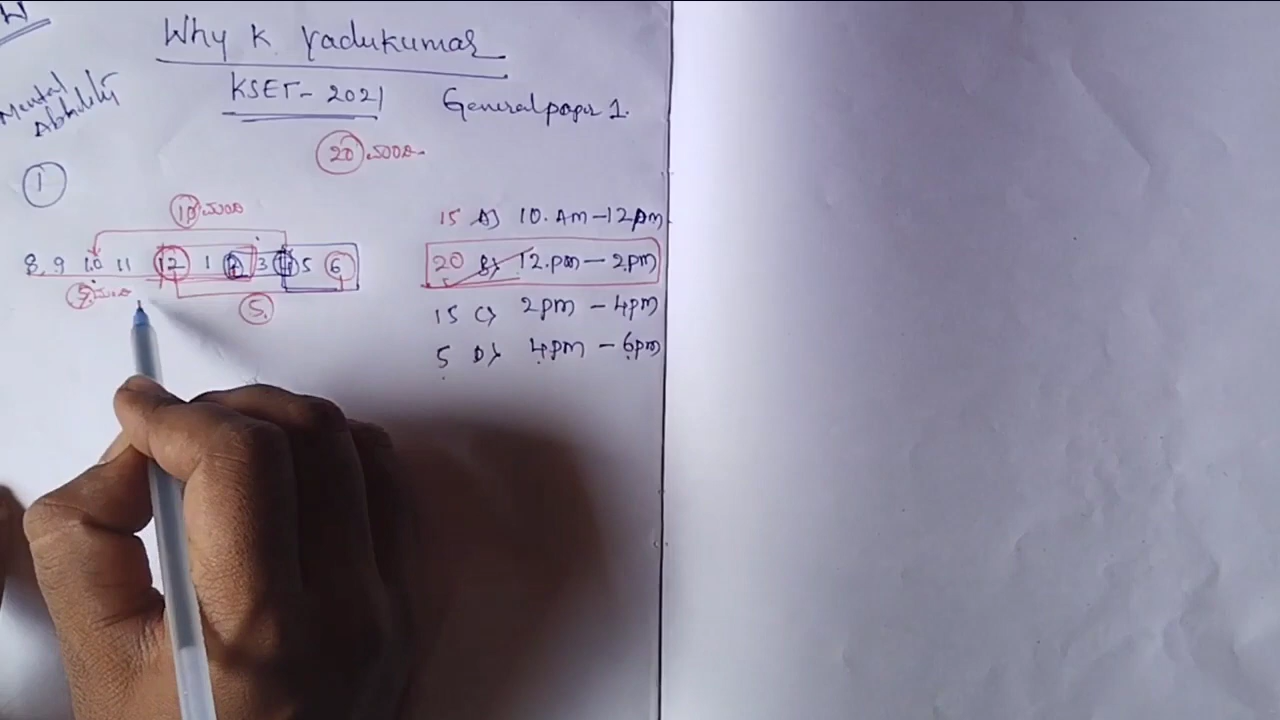 Why K Yadukumar
KSET - 2021
General paper 1.
Mental
Abhility
20 ಮಂದಿ
1
10 ಮಂದಿ
8 9 10 11 12 1 2 3 4 5 6
5 ಮಂದಿ
5.
15 A) 10. Am - 12 pm
20 B) 12. pm - 2 pm
15 C) 2 pm - 4 pm
5 D) 4 pm - 6 pm